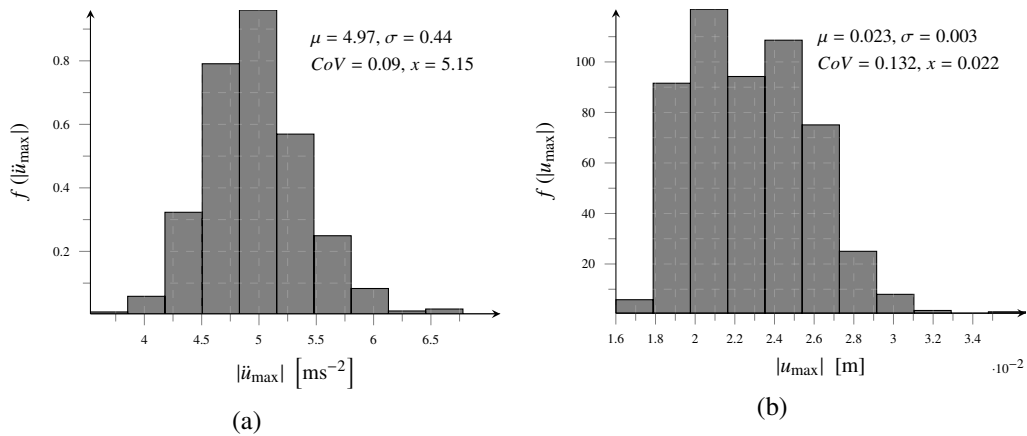 μ = 4.97, σ = 0.44
CoV = 0.09, x = 5.15
f (|ü_max|)
0.8
0.6
0.4
0.2
4 4.5 5 5.5 6 6.5
|ü_max| [ms⁻²]
(a)
μ = 0.023, σ = 0.003
CoV = 0.132, x = 0.022
f (|u_max|)
100
80
60
40
20
1.6 1.8 2 2.2 2.4 2.6 2.8 3 3.2 3.4
|u_max| [m]
·10⁻²
(b)